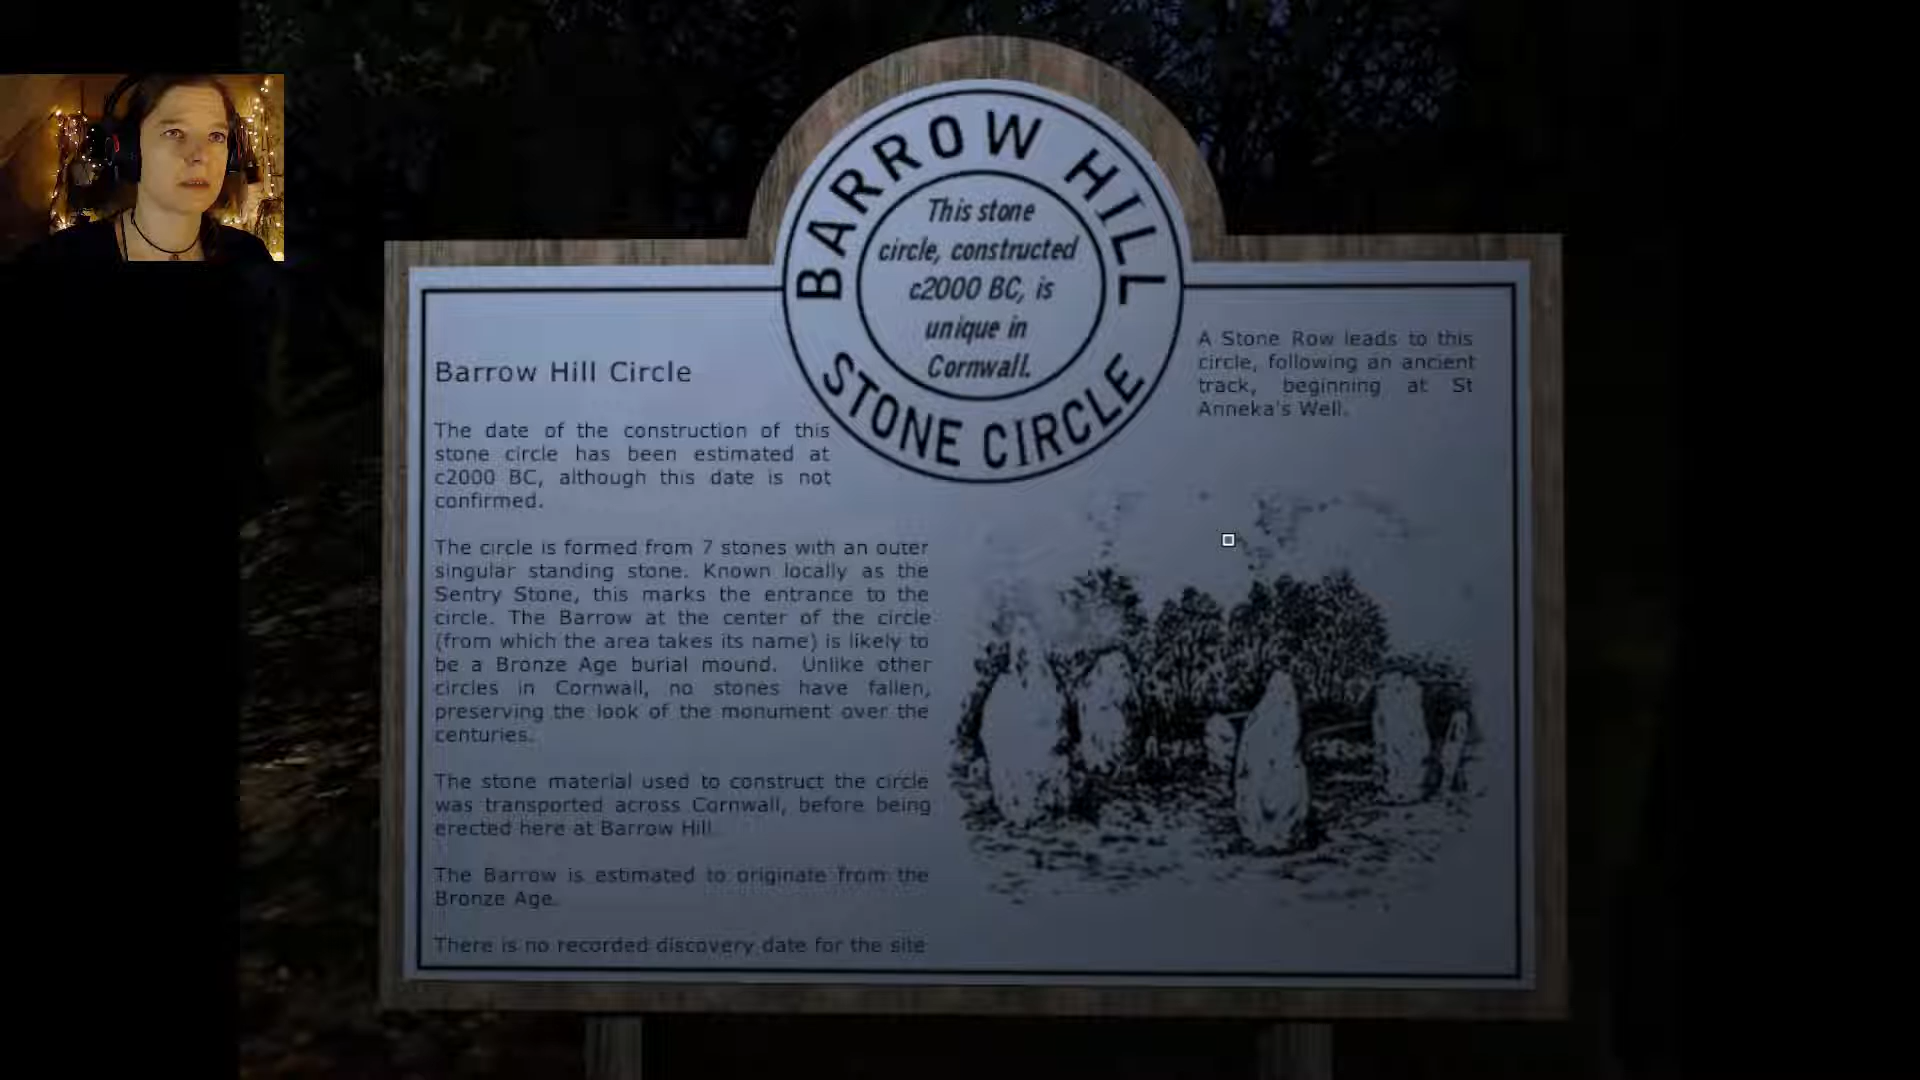 BARROW HILL
STONE CIRCLE
This stone
circle, constructed
c2000 BC, is
unique in
Cornwall.
Barrow Hill Circle
The date of the construction of this
stone circle has been estimated at
c2000 BC, although this date is not
confirmed.
The circle is formed from 7 stones with an outer
singular standing stone. Known locally as the
Sentry Stone, this marks the entrance to the
circle. The Barrow at the center of the circle
(from which the area takes its name) is likely to
be a Bronze Age burial mound. Unlike other
circles in Cornwall, no stones have fallen,
preserving the look of the monument over the
centuries.
The stone material used to construct the circle
was transported across Cornwall, before being
erected here at Barrow Hill.
The Barrow is estimated to originate from the
Bronze Age.
There is no recorded discovery date for the site
A Stone Row leads to this
circle, following an ancient
track, beginning at St
Anneka's Well.